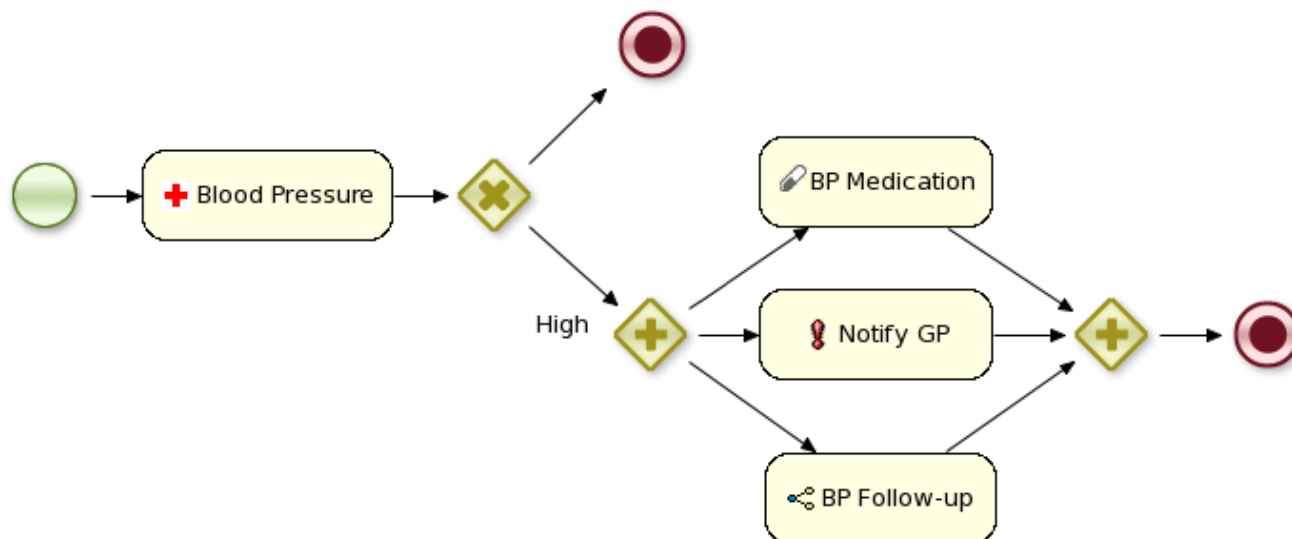 Blood Pressure
BP Medication
High
Notify GP
BP Follow-up